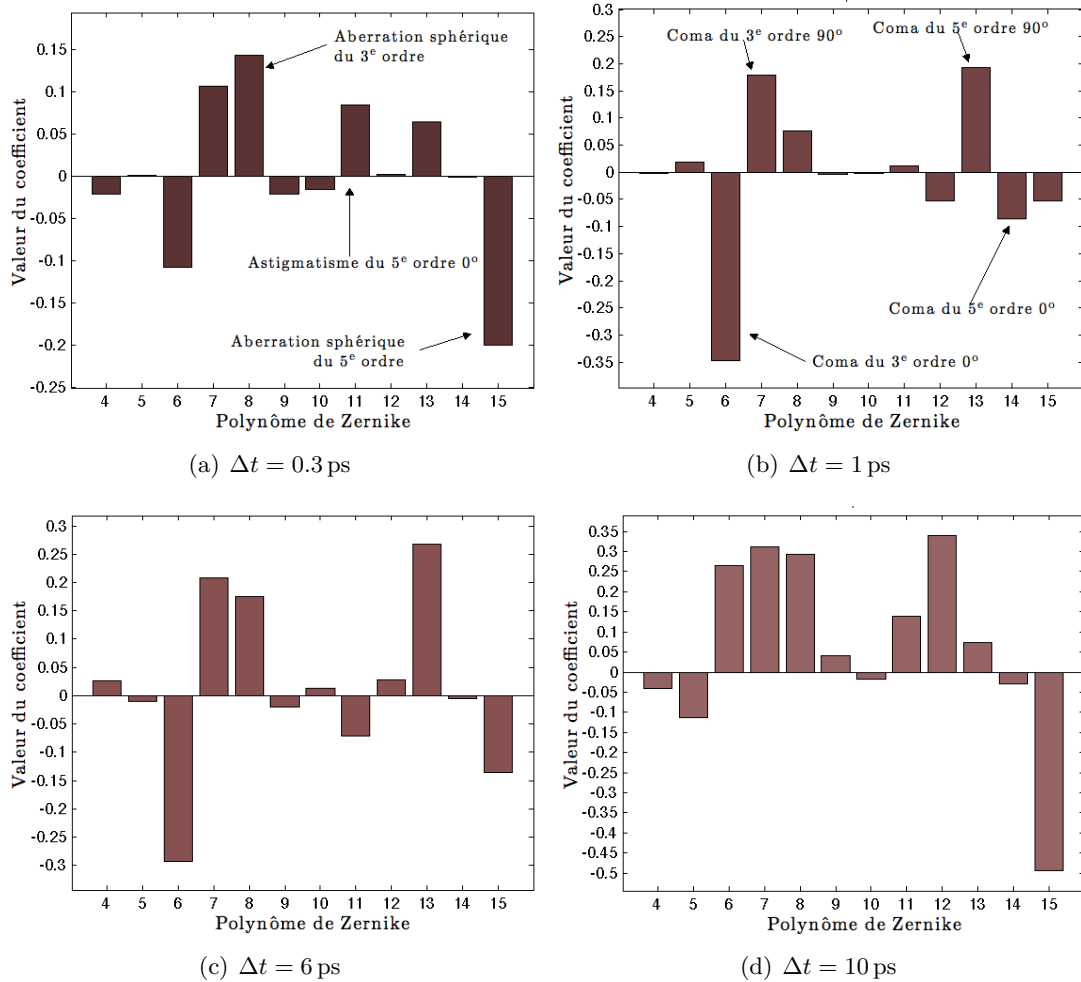 0.15
0.1
0.05
0
-0.05
-0.1
-0.15
-0.2
-0.25
Valeur du coefficient
Aberration sphérique
du 3e ordre
Astigmatisme du 5e ordre 0o
Aberration sphérique
du 5e ordre
4 5 6 7 8 9 10 11 12 13 14 15
Polynôme de Zernike
(a) Δt = 0.3 ps
0.3
0.25
0.2
0.15
0.1
0.05
0
-0.05
-0.1
-0.15
-0.2
-0.25
-0.3
-0.35
Valeur du coefficient
Coma du 3e ordre 90o
Coma du 5e ordre 90o
Coma du 5e ordre 0o
Coma du 3e ordre 0o
4 5 6 7 8 9 10 11 12 13 14 15
Polynôme de Zernike
(b) Δt = 1 ps
0.3
0.25
0.2
0.15
0.1
0.05
0
-0.05
-0.1
-0.15
-0.2
-0.25
-0.3
Valeur du coefficient
4 5 6 7 8 9 10 11 12 13 14 15
Polynôme de Zernike
(c) Δt = 6 ps
0.35
0.3
0.25
0.2
0.15
0.1
0.05
0
-0.05
-0.1
-0.15
-0.2
-0.25
-0.3
-0.35
-0.4
-0.45
-0.5
Valeur du coefficient
4 5 6 7 8 9 10 11 12 13 14 15
Polynôme de Zernike
(d) Δt = 10 ps